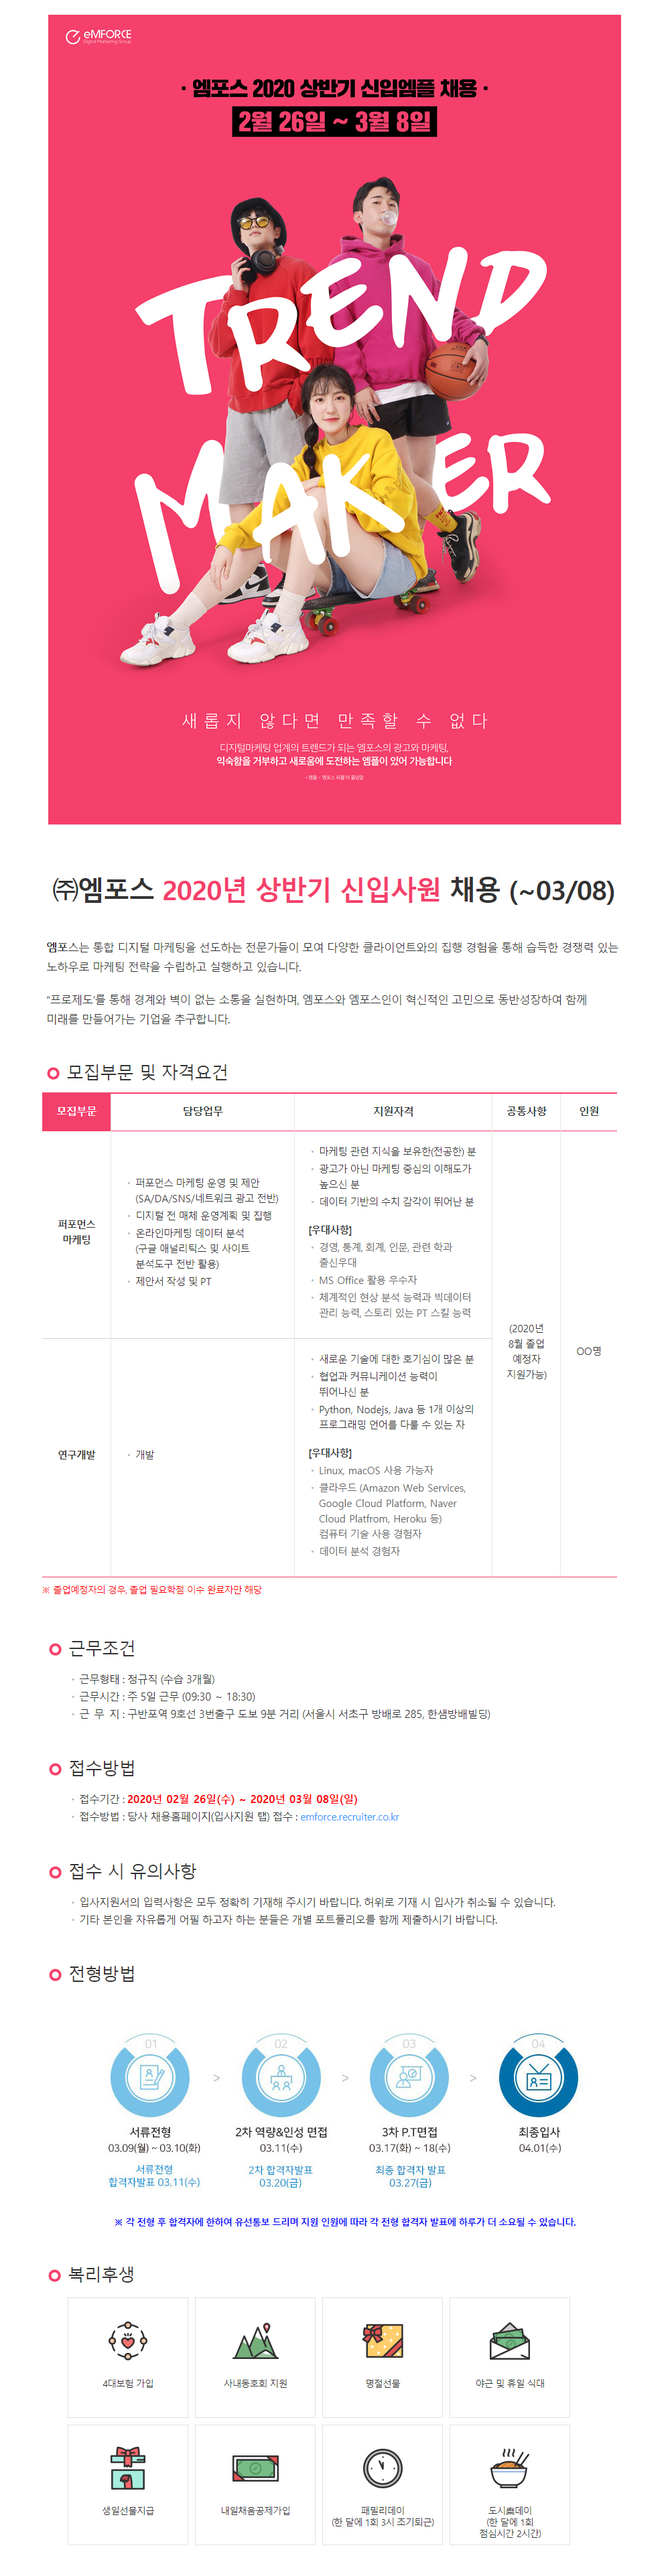 eMFORCE
Digital Marketing Group
· 엠포스 2020 상반기 신입엠플 채용 ·
2월 26일 ~ 3월 8일
TREND
MAKER
새롭지 않다면 만족할 수 없다
디지털마케팅 업계의 트렌드가 되는 엠포스의 광고와 마케팅,
익숙함을 거부하고 새로움에 도전하는 엠플이 있어 가능합니다
㈜엠포스 2020년 상반기 신입사원 채용 (~03/08)
엠포스는 통합 디지털 마케팅을 선도하는 전문가들이 모여 다양한 클라이언트와의 집행 경험을 통해 습득한 경쟁력 있는
노하우로 마케팅 전략을 수립하고 실행하고 있습니다.
“프로제도’를 통해 경계와 벽이 없는 소통을 실현하며, 엠포스와 엠포스인이 혁신적인 고민으로 동반성장하여 함께
미래를 만들어가는 기업을 추구합니다.
모집부문 및 자격요건
모집부문 담당업무 지원자격 공통사항 인원
퍼포먼스
마케팅
· 퍼포먼스 마케팅 운영 및 제안
(SA/DA/SNS/네트워크 광고 전반)
· 디지털 전 매체 운영계획 및 집행
· 온라인마케팅 데이터 분석
(구글 애널리틱스 및 사이트
분석도구 전반 활용)
· 제안서 작성 및 PT
· 마케팅 관련 지식을 보유한(전공한) 분
· 광고가 아닌 마케팅 중심의 이해도가
높으신 분
· 데이터 기반의 수치 감각이 뛰어난 분
[우대사항]
· 경영, 통계, 회계, 인문, 관련 학과
출신우대
· MS Office 활용 우수자
· 체계적인 현상 분석 능력과 빅데이터
관리 능력, 스토리 있는 PT 스킬 능력
(2020년
8월 졸업
예정자
지원가능)
OO명
연구개발
· 개발
· 새로운 기술에 대한 호기심이 많은 분
· 협업과 커뮤니케이션 능력이
뛰어나신 분
· Python, Nodejs, Java 등 1개 이상의
프로그래밍 언어를 다룰 수 있는 자
[우대사항]
· Linux, macOS 사용 가능자
· 클라우드 (Amazon Web Services,
Google Cloud Platform, Naver
Cloud Platfrom, Heroku 등)
컴퓨터 기술 사용 경험자
· 데이터 분석 경험자
※ 졸업예정자의 경우, 졸업 필요학점 이수 완료자만 해당
근무조건
· 근무형태 : 정규직 (수습 3개월)
· 근무시간 : 주 5일 근무 (09:30 ~ 18:30)
· 근 무 지 : 구반포역 9호선 3번출구 도보 9분 거리 (서울시 서초구 방배로 285, 한샘방배빌딩)
접수방법
· 접수기간 : 2020년 02월 26일(수) ~ 2020년 03월 08일(일)
· 접수방법 : 당사 채용홈페이지(입사지원 탭) 접수 : emforce.recruiter.co.kr
접수 시 유의사항
· 입사지원서의 입력사항은 모두 정확히 기재해 주시기 바랍니다. 허위로 기재 시 입사가 취소될 수 있습니다.
· 기타 본인을 자유롭게 어필 하고자 하는 분들은 개별 포트폴리오를 함께 제출하시기 바랍니다.
전형방법
01 > 02 > 03 > 04
서류전형
03.09(월) ~ 03.10(화)
서류전형
합격자발표 03.11(수)
2차 역량&인성 면접
03.11(수)
2차 합격자발표
03.20(금)
3차 P.T면접
03.17(화) ~ 18(수)
최종 합격자 발표
03.27(금)
최종입사
04.01(수)
※ 각 전형 후 합격자에 한하여 유선통보 드리며 지원 인원에 따라 각 전형 합격자 발표에 하루가 더 소요될 수 있습니다.
복리후생
4대보험 가입
사내동호회 지원
명절선물
야근 및 휴일 식대
생일선물지급
내일채움공제가입
패밀리데이
(한 달에 1회 3시 조기퇴근)
도시樂데이
(한 달에 1회
점심시간 2시간)